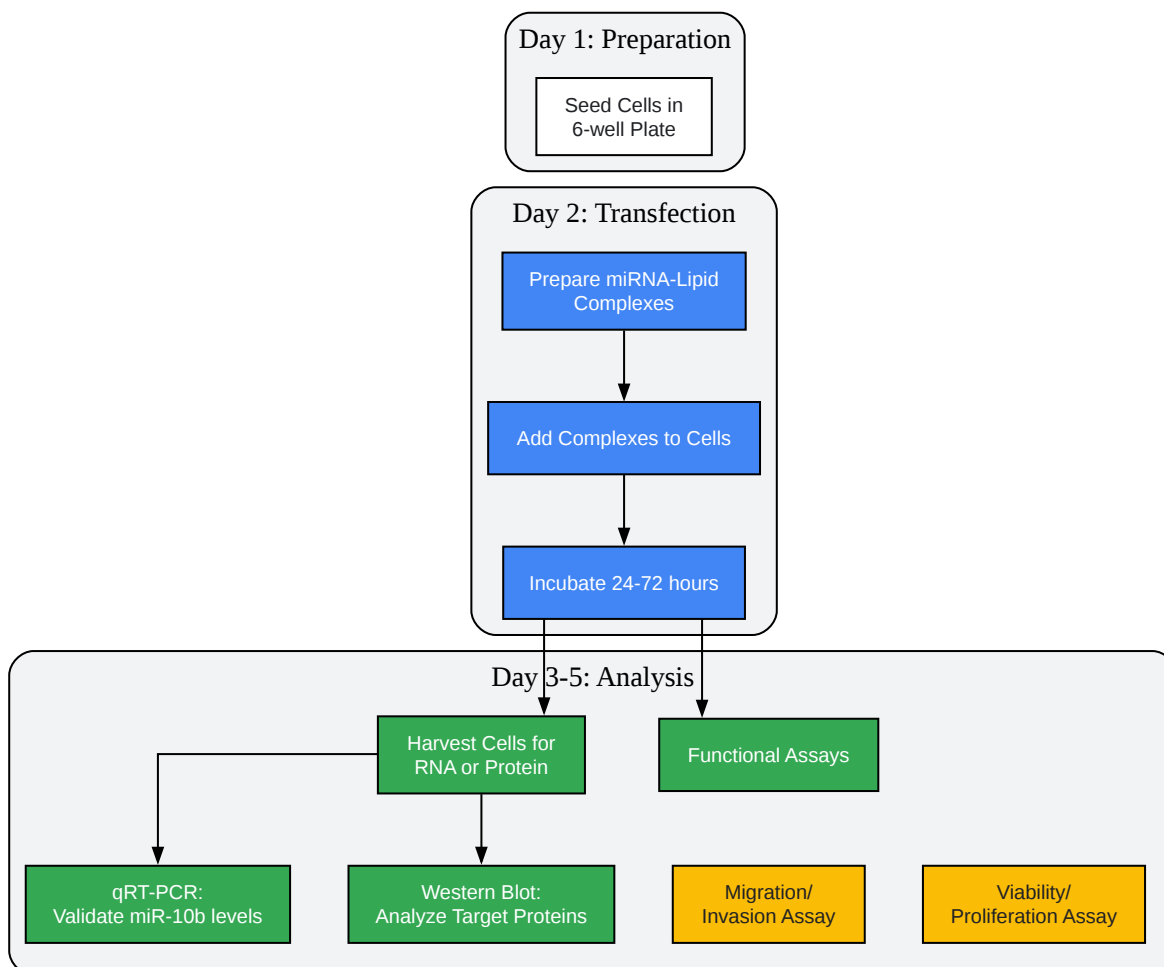 Day 1: Preparation
Seed Cells in
6-well Plate
Day 2: Transfection
Prepare miRNA-Lipid
Complexes
Add Complexes to Cells
Incubate 24-72 hours
Day 3-5: Analysis
Harvest Cells for
RNA or Protein
Functional Assays
qRT-PCR:
Validate miR-10b levels
Western Blot:
Analyze Target Proteins
Migration/
Invasion Assay
Viability/
Proliferation Assay